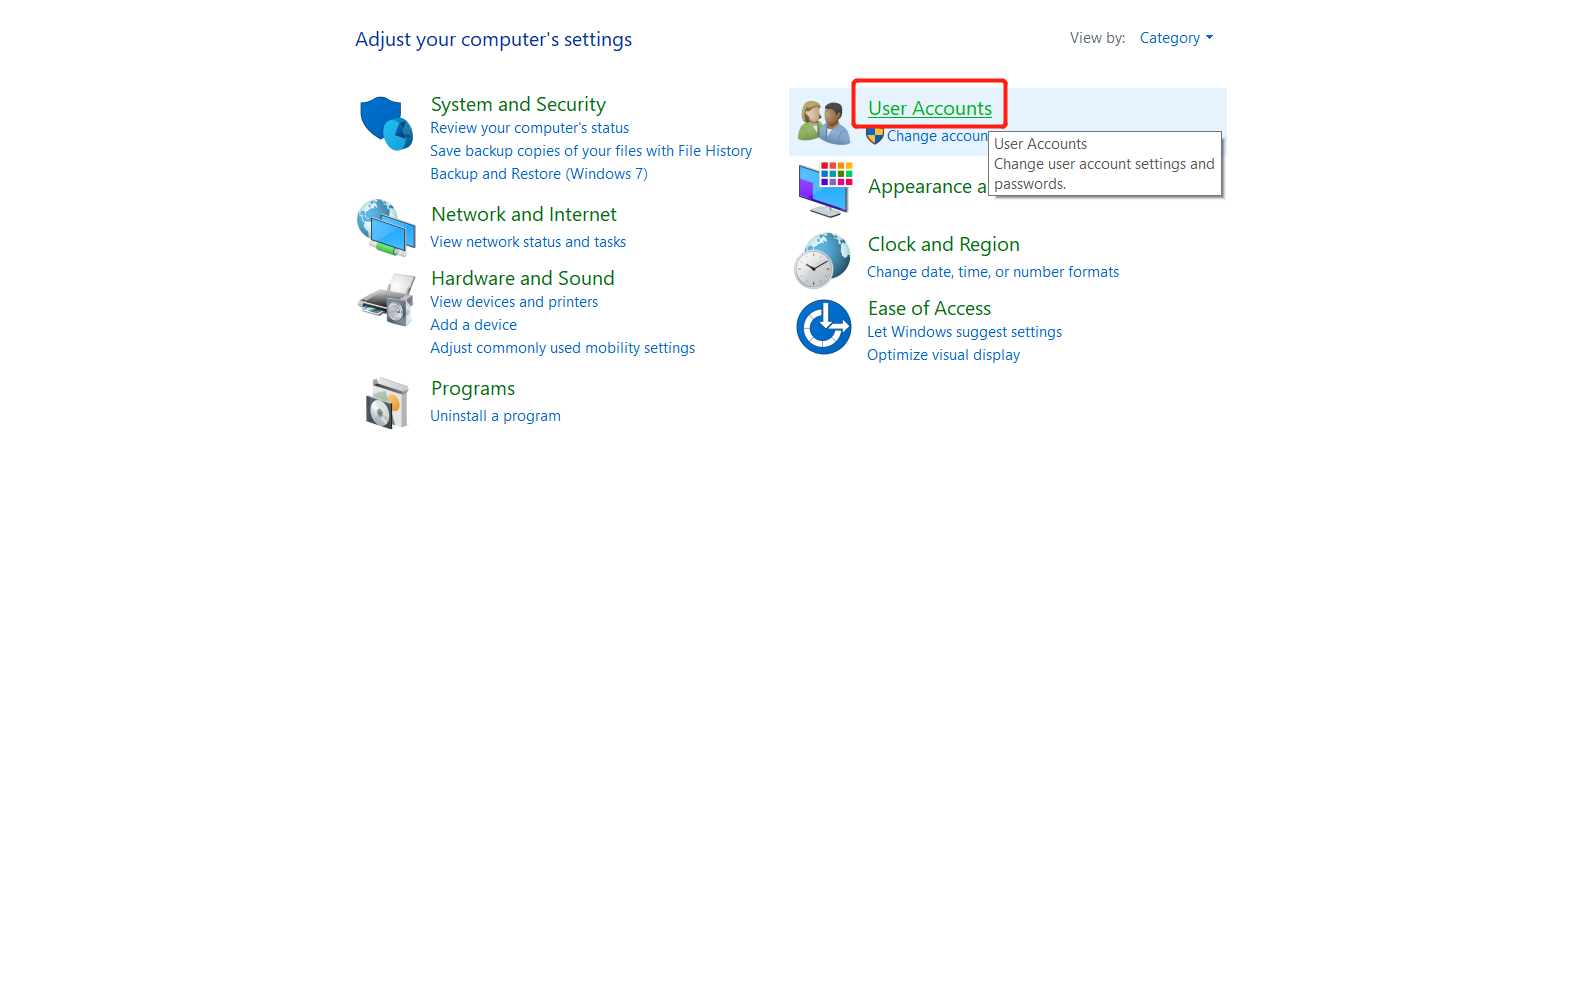 Adjust your computer's settings
View by: Category
System and Security
Review your computer's status
Save backup copies of your files with File History
Backup and Restore (Windows 7)
Network and Internet
View network status and tasks
Hardware and Sound
View devices and printers
Add a device
Adjust commonly used mobility settings
Programs
Uninstall a program
User Accounts
Change
User Accounts
Change user account settings and
passwords.
Appearance
Clock and Region
Change date, time, or number formats
Ease of Access
Let Windows suggest settings
Optimize visual display